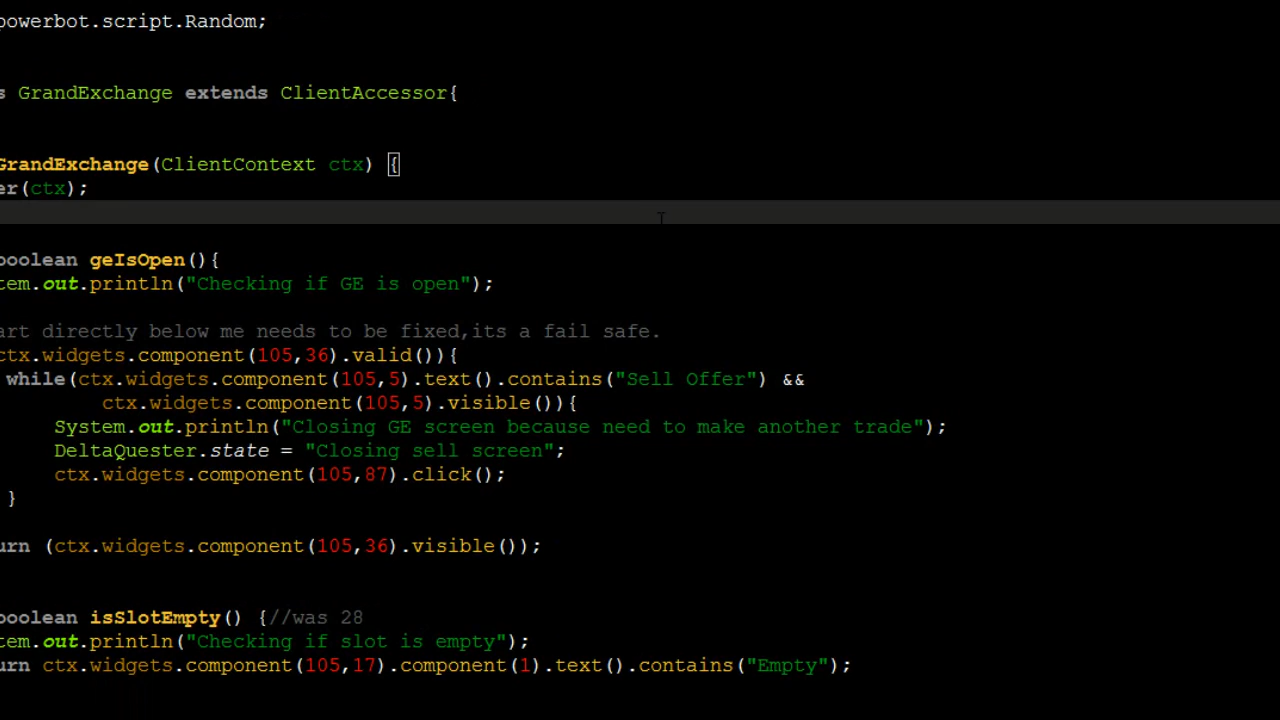 powerbot.script.Random;
s GrandExchange extends ClientAccessor{
GrandExchange(ClientContext ctx) {
er(ctx);
boolean geIsOpen(){
tem.out.println("Checking if GE is open");
art directly below me needs to be fixed,its a fail safe.
ctx.widgets.component(105,36).valid()){
while(ctx.widgets.component(105,5).text().contains("Sell Offer") &&
ctx.widgets.component(105,5).visible()){
System.out.println("Closing GE screen because need to make another trade");
DeltaQuester.state = "Closing sell screen";
ctx.widgets.component(105,87).click();
}
urn (ctx.widgets.component(105,36).visible());
boolean isSlotEmpty() {//was 28
tem.out.println("Checking if slot is empty");
urn ctx.widgets.component(105,17).component(1).text().contains("Empty");